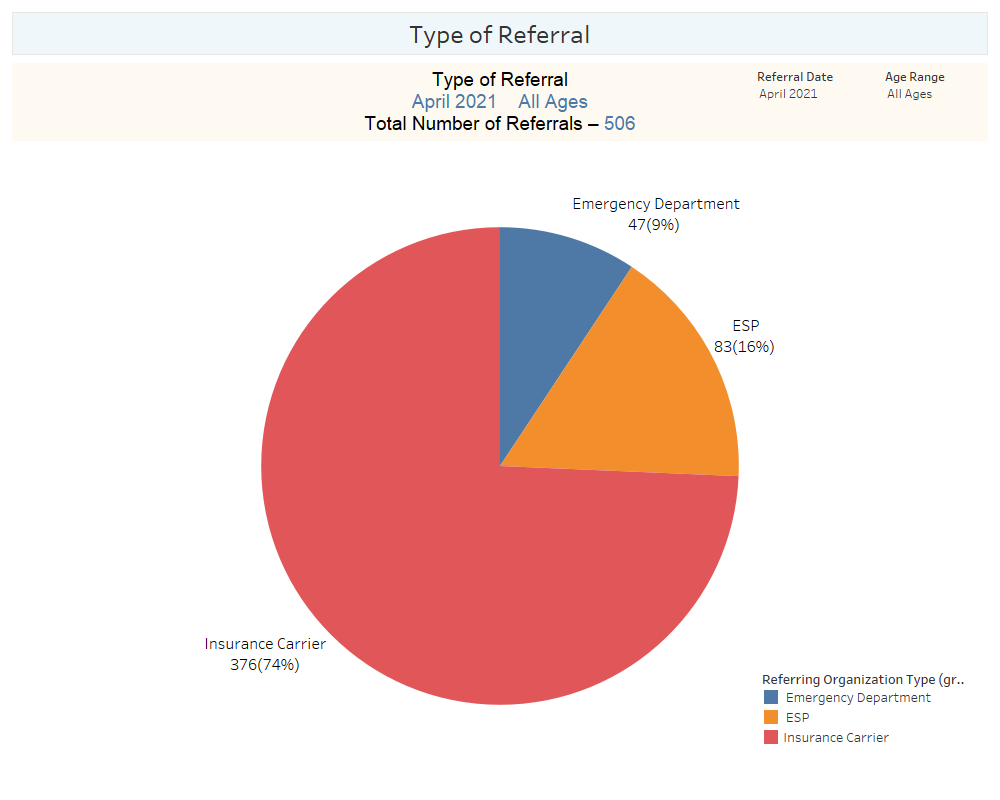 Type of Referral
Type of Referral
April 2021 All Ages
Total Number of Referrals – 506
Referral Date
April 2021
Age Range
All Ages
Emergency Department
47(9%)
ESP
83(16%)
Insurance Carrier
376(74%)
Referring Organization Type (gr..
Emergency Department
ESP
Insurance Carrier